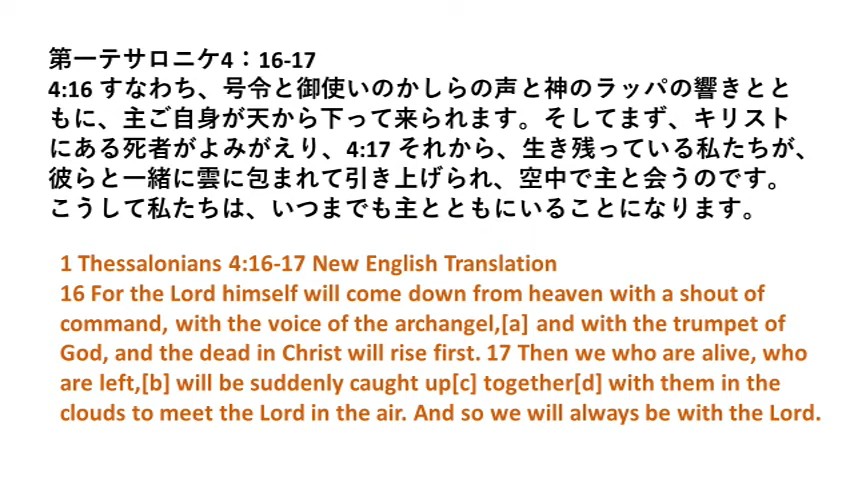 第一テサロニケ4：16-17
4:16 すなわち、号令と御使いのかしらの声と神のラッパの響きとと
もに、主ご自身が天から下って来られます。そしてまず、キリスト
にある死者がよみがえり、4:17 それから、生き残っている私たちが、
彼らと一緒に雲に包まれて引き上げられ、空中で主と会うのです。
こうして私たちは、いつまでも主とともにいることになります。
1 Thessalonians 4:16-17 New English Translation
16 For the Lord himself will come down from heaven with a shout of
command, with the voice of the archangel,[a] and with the trumpet of
God, and the dead in Christ will rise first. 17 Then we who are alive, who
are left,[b] will be suddenly caught up[c] together[d] with them in the
clouds to meet the Lord in the air. And so we will always be with the Lord.